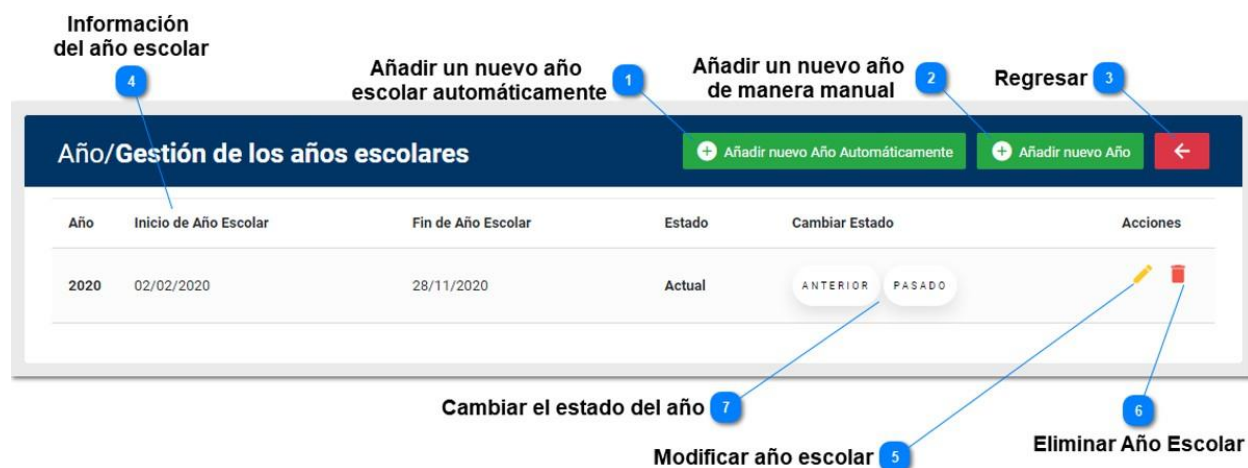 Información
del año escolar
4
Añadir un nuevo año
escolar automáticamente
1
Añadir un nuevo año
de manera manual
2
Regresar
3
Año/Gestión de los años escolares
Añadir nuevo Año Automáticamente
Añadir nuevo Año
Año Inicio de Año Escolar Fin de Año Escolar Estado Cambiar Estado Acciones
2020 02/02/2020 28/11/2020 Actual ANTERIOR PASADO
Cambiar el estado del año 7
6
Eliminar Año Escolar
Modificar año escolar 5